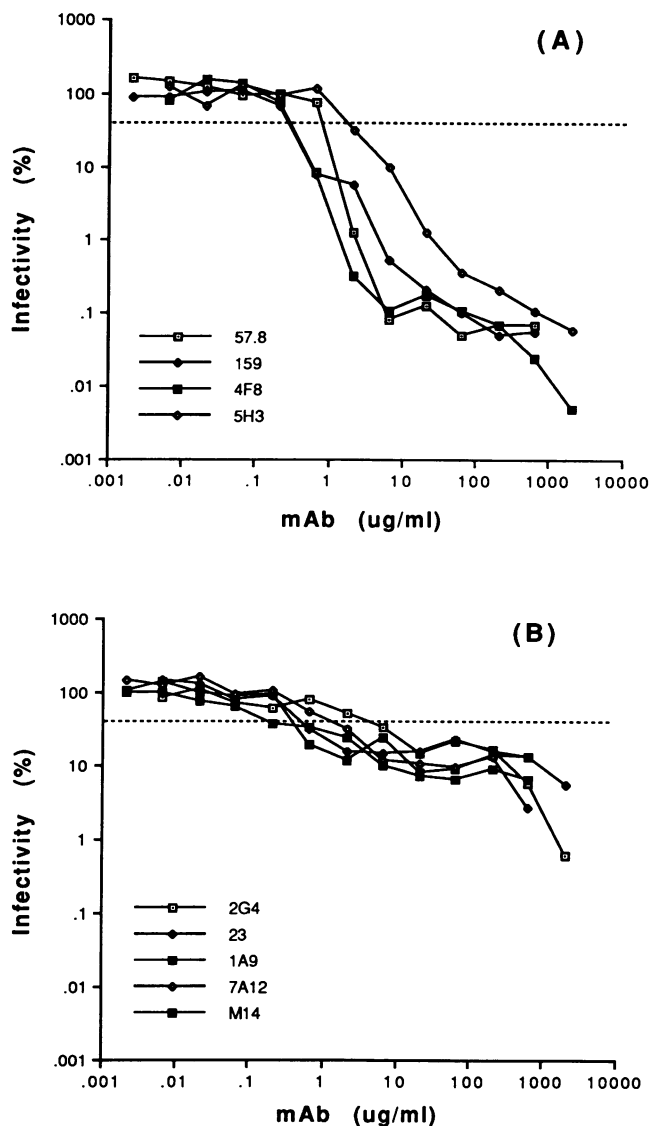 (A)
1000
100
10
1
.1
.01
.001
Infectivity (%)
57.8
159
4F8
5H3
.001 .01 .1 1 10 100 1000 10000
mAb (ug/ml)
(B)
1000
100
10
1
.1
.01
.001
Infectivity (%)
2G4
23
1A9
7A12
M14
.001 .01 .1 1 10 100 1000 10000
mAb (ug/ml)